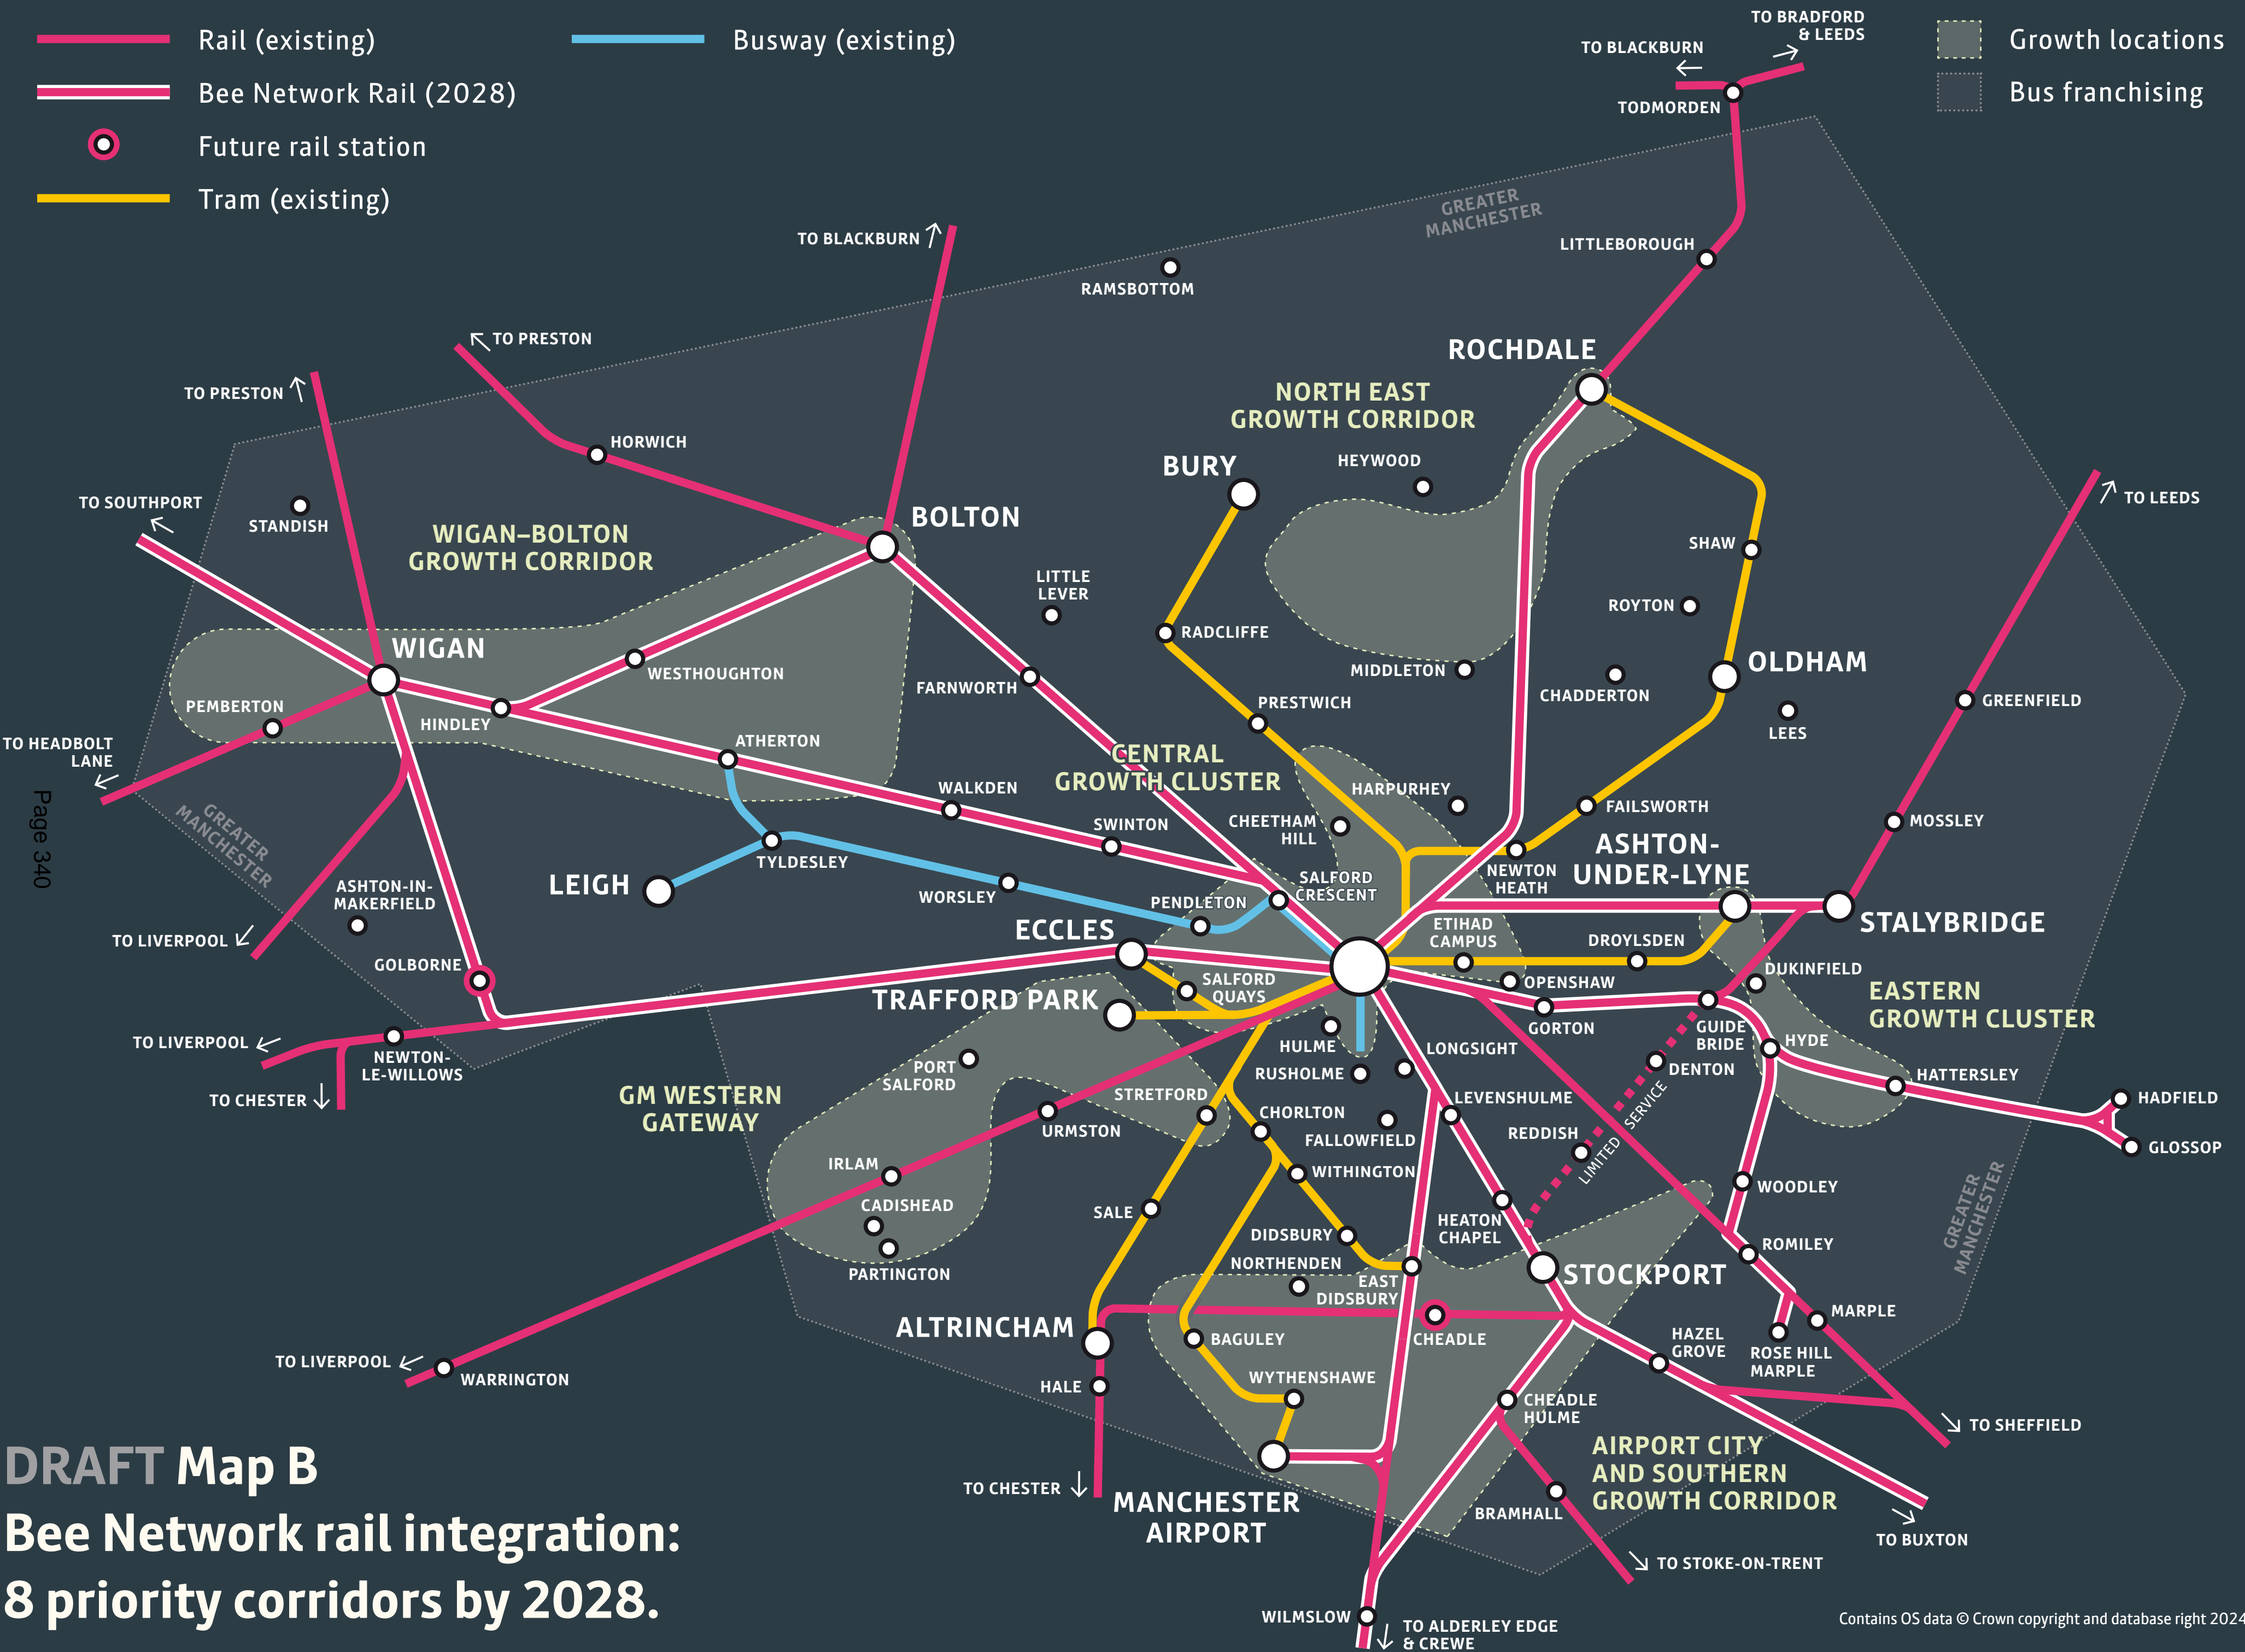 Rail (existing)
Busway (existing)
Bee Network Rail (2028)
Future rail station
Tram (existing)
Growth locations
Bus franchising
TO BRADFORD
& LEEDS
TO BLACKBURN
TODMORDEN
GREATER
MANCHESTER
LITTLEBOROUGH
TO BLACKBURN
RAMSBOTTOM
TO PRESTON
TO PRESTON
ROCHDALE
NORTH EAST
GROWTH CORRIDOR
HORWICH
HEYWOOD
BURY
TO SOUTHPORT
STANDISH
WIGAN–BOLTON
GROWTH CORRIDOR
BOLTON
TO LEEDS
SHAW
LITTLE
LEVER
ROYTON
RADCLIFFE
WIGAN
WESTHOUGHTON
MIDDLETON
OLDHAM
CHADDERTON
FARNWORTH
PEMBERTON
HINDLEY
PRESTWICH
GREENFIELD
LEES
TO HEADBOLT
LANE
ATHERTON
CENTRAL
GROWTH CLUSTER
WALKDEN
HARPURHEY
FAILSWORTH
Page 340
GREATER
MANCHESTER
SWINTON
CHEETHAM
HILL
MOSSLEY
TYLDESLEY
ASHTON-
UNDER-LYNE
NEWTON
HEATH
LEIGH
ASHTON-IN-
MAKERFIELD
WORSLEY
PENDLETON
SALFORD
CRESCENT
STALYBRIDGE
ECCLES
ETIHAD
CAMPUS
DROYLSDEN
TO LIVERPOOL
GOLBORNE
DUKINFIELD
SALFORD
QUAYS
OPENSHAW
TRAFFORD PARK
EASTERN
GROWTH CLUSTER
GORTON
GUIDE
BRIDE
HYDE
TO LIVERPOOL
NEWTON-
LE-WILLOWS
HULME
LONGSIGHT
PORT
SALFORD
RUSHOLME
DENTON
HATTERSLEY
TO CHESTER
GM WESTERN
GATEWAY
STRETFORD
LEVENSHULME
HADFIELD
CHORLTON
URMSTON
FALLOWFIELD
REDDISH
LIMITED SERVICE
GLOSSOP
IRLAM
WITHINGTON
WOODLEY
CADISHEAD
SALE
HEATON
CHAPEL
GREATER
MANCHESTER
DIDSBURY
ROMILEY
PARTINGTON
NORTHENDEN
EAST
DIDSBURY
STOCKPORT
MARPLE
ALTRINCHAM
BAGULEY
CHEADLE
HAZEL
GROVE
ROSE HILL
MARPLE
TO LIVERPOOL
WARRINGTON
HALE
WYTHENSHAWE
CHEADLE
HULME
TO SHEFFIELD
AIRPORT CITY
AND SOUTHERN
GROWTH CORRIDOR
TO CHESTER
MANCHESTER
AIRPORT
BRAMHALL
TO BUXTON
TO STOKE-ON-TRENT
WILMSLOW
TO ALDERLEY EDGE
& CREWE
DRAFT Map B
Bee Network rail integration:
8 priority corridors by 2028.
Contains OS data © Crown copyright and database right 2024